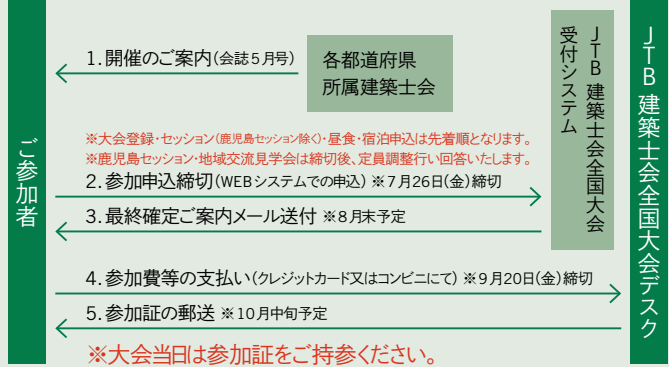 1.開催のご案内(会誌5月号)
各都道府県
所属建築士会
JTB 建築士会全国大会
受付システム
JTB 建築士会全国大会デスク
ご参加者
※大会登録・セッション(鹿児島セッション除く)・昼食・宿泊申込は先着順となります。
※鹿児島セッション・地域交流見学会は締切後、定員調整行い回答いたします。
2.参加申込締切(WEBシステムでの申込) ※7月26日(金)締切
3.最終確定ご案内メール送付 ※8月末予定
4.参加費等の支払い(クレジットカード又はコンビニにて) ※9月20日(金)締切
5.参加証の郵送 ※10月中旬予定
※大会当日は参加証をご持参ください。